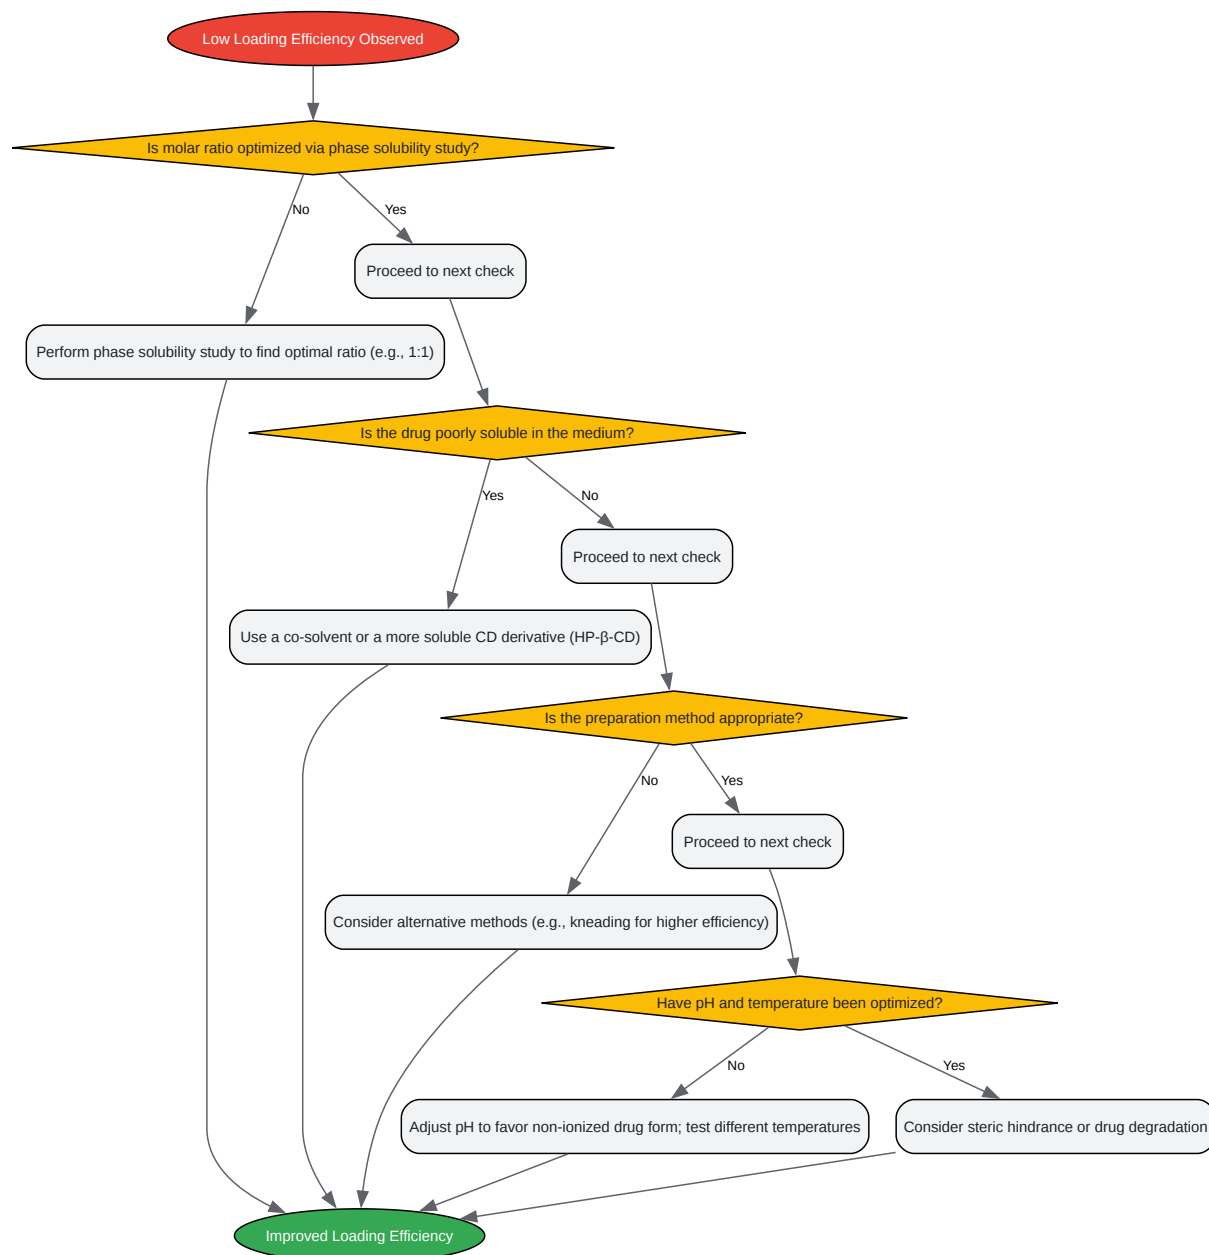 Low Loading Efficiency Observed
Is molar ratio optimized via phase solubility study?
No
Yes
Proceed to next check
Perform phase solubility study to find optimal ratio (e.g., 1:1)
Is the drug poorly soluble in the medium?
Yes
No
Proceed to next check
Use a co-solvent or a more soluble CD derivative (HP-β-CD)
Is the preparation method appropriate?
No
Yes
Proceed to next check
Consider alternative methods (e.g., kneading for higher efficiency)
Have pH and temperature been optimized?
No
Yes
Adjust pH to favor non-ionized drug form; test different temperatures
Consider steric hindrance or drug degradation
Improved Loading Efficiency